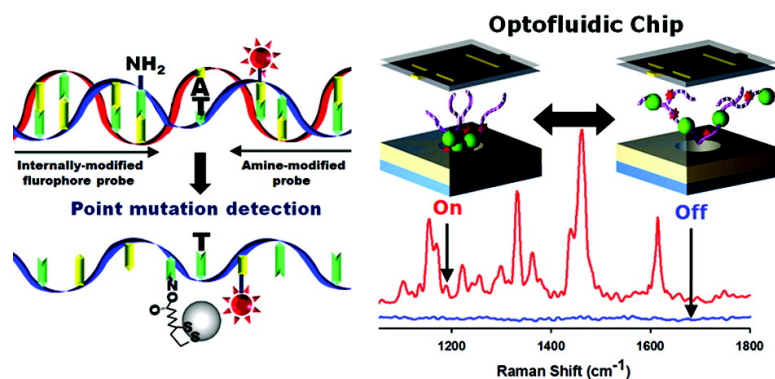 NH2
A
T
Internally-modified
flurophore probe
Amine-modified
probe
Point mutation detection
T
N
O
O
S
S
Optofluidic Chip
On
Off
1200
1400
1600
1800
Raman Shift (cm-1)